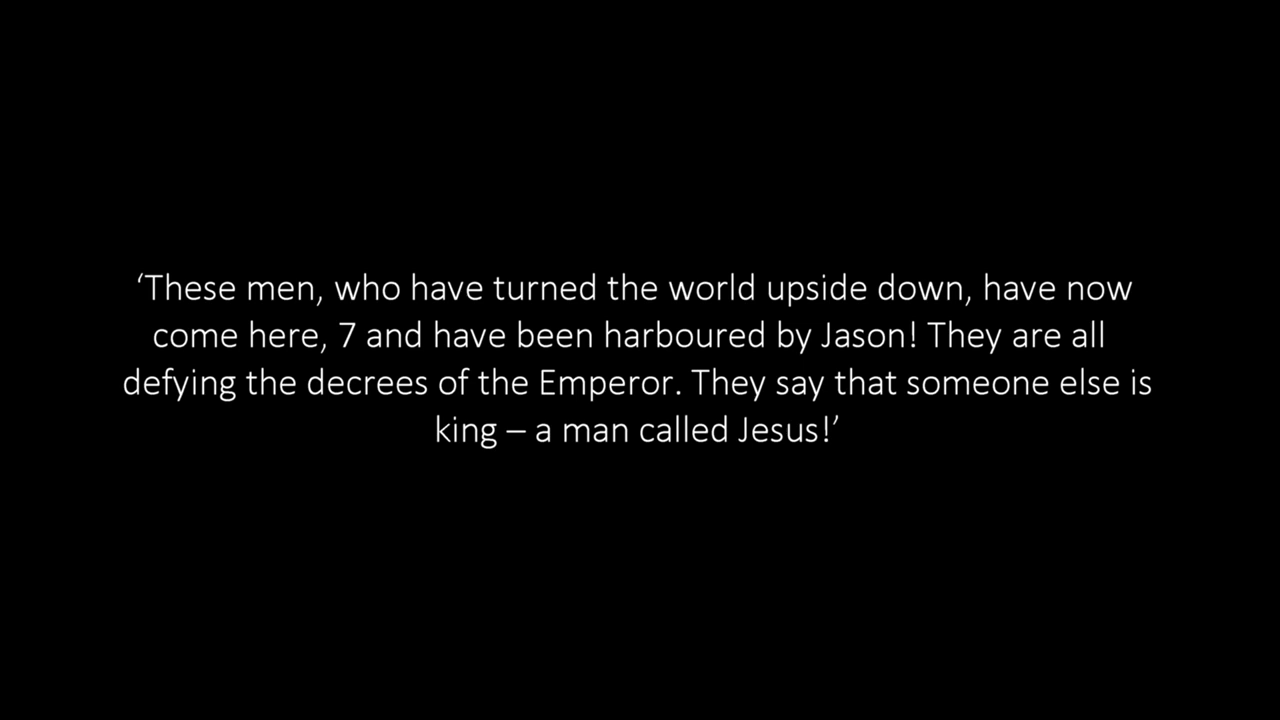 ‘These men, who have turned the world upside down, have now
come here, 7 and have been harboured by Jason! They are all
defying the decrees of the Emperor. They say that someone else is
king – a man called Jesus!’